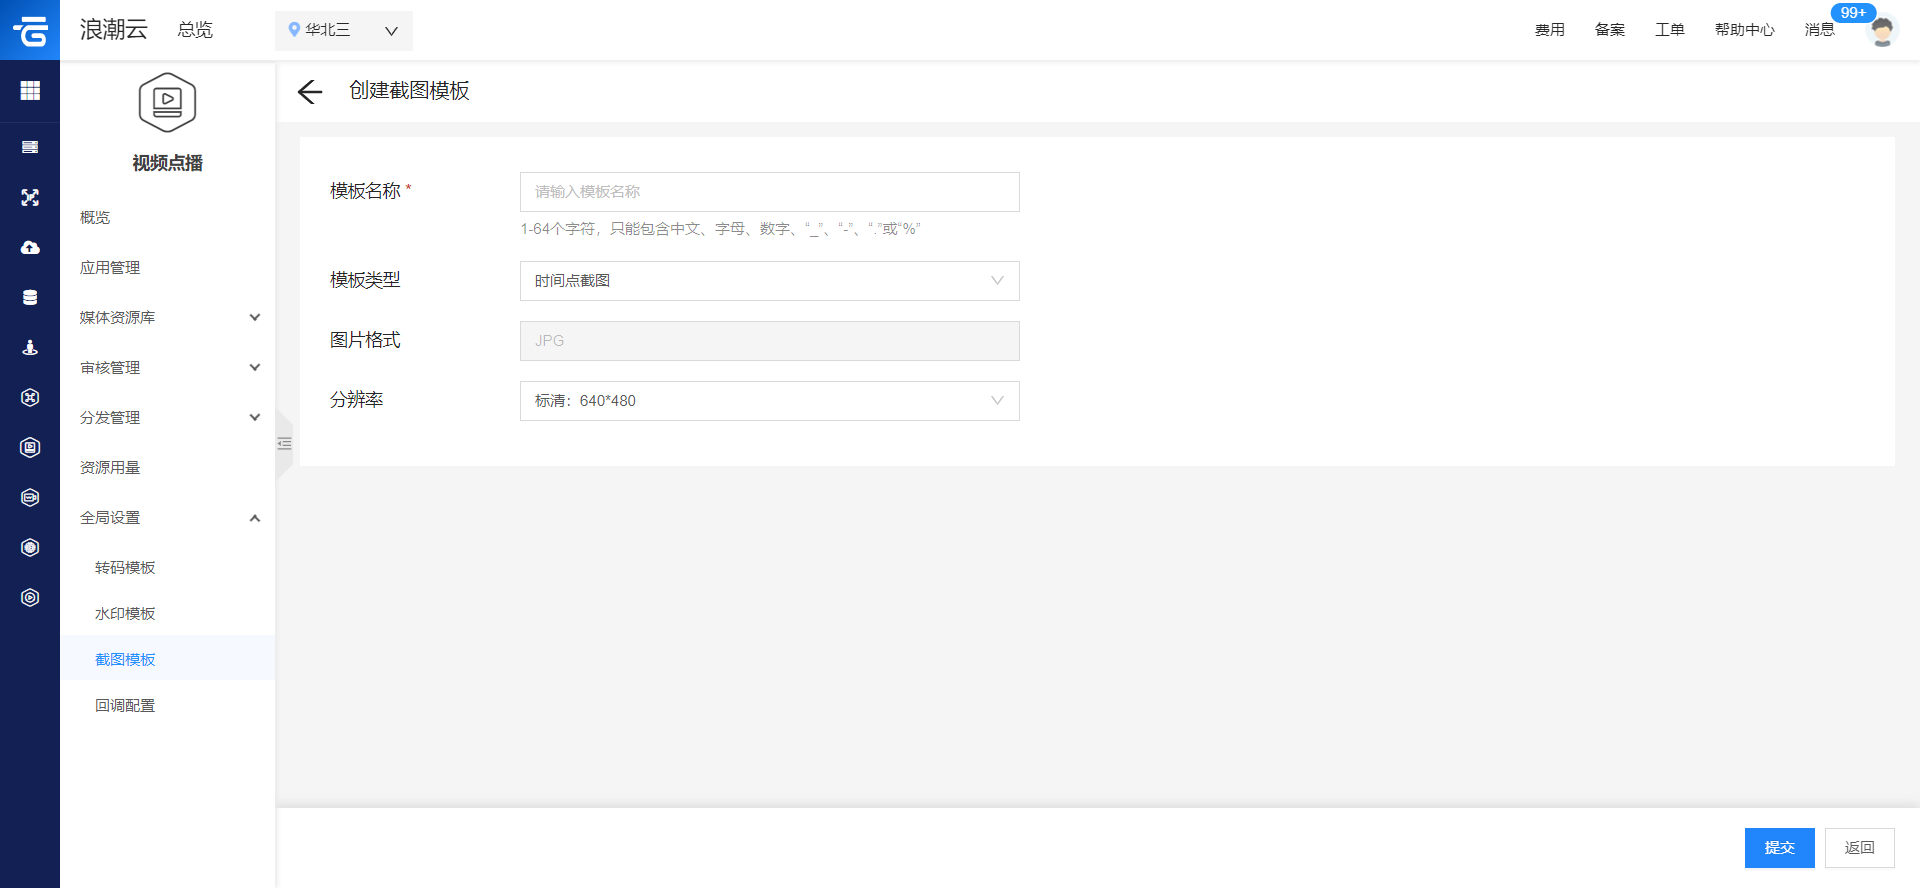 浪潮云
总览
华北三
费用
备案
工单
帮助中心
消息
99+
视频点播
概览
应用管理
媒体资源库
审核管理
分发管理
资源用量
全局设置
转码模板
水印模板
截图模板
回调配置
创建截图模板
模板名称 *
请输入模板名称
1-64个字符，只能包含中文、字母、数字、“_”、“-”、“.”或“%”
模板类型
时间点截图
图片格式
JPG
分辨率
标清：640*480
提交
返回